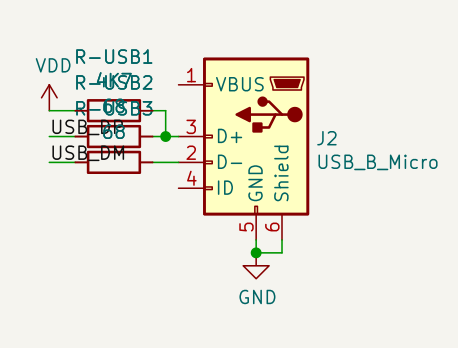 R-USB1
VDD
4K7
R-USB2
68
R-USB3
USB_DP
68
USB_DM
1
VBUS
3
D+
2
D-
4
ID
GND
Shield
5
6
J2
USB_B_Micro
GND